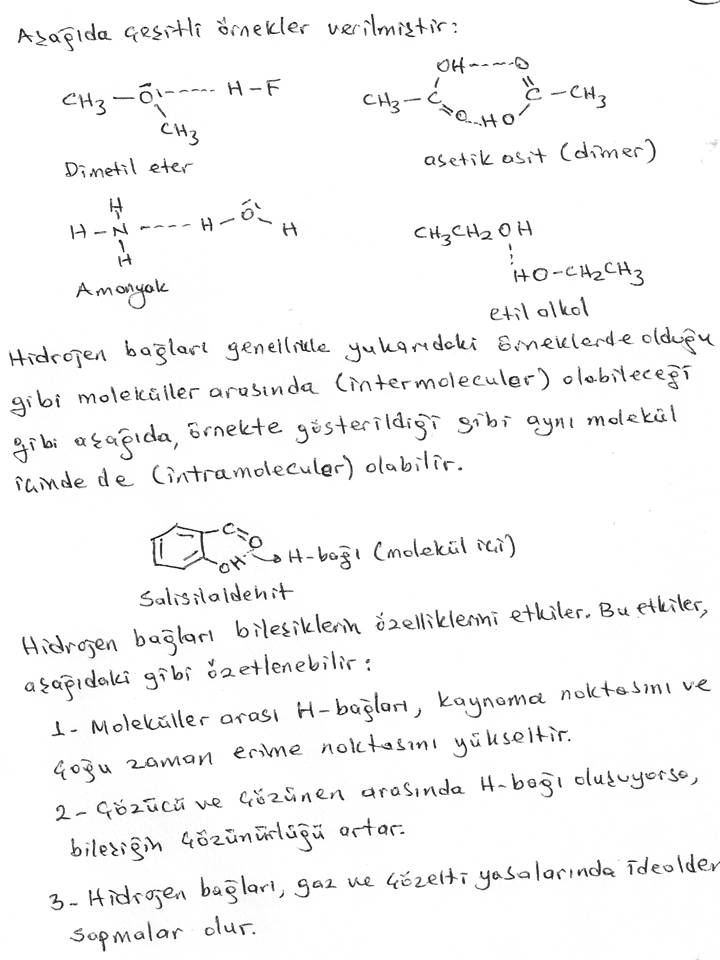 Aşağıda çeşitli örnekler verilmiştir:
CH3 — Ö ı ----- H – F
CH3
Dimetil eter
OH-----O
CH3 — C C – CH3
O---HO
asetik asit (dimer)
H
H – N ---- H – Ö
H
H
Amonyak
CH3CH2OH
HO–CH2CH3
etil alkol
Hidrojen bağları genellikle yukarıdaki örneklerde olduğu
gibi moleküller arasında (intermoleculer) olabileceği
gibi aşağıda, örnekte gösterildiği gibi aynı molekül
içinde de (intramoleculer) olabilir.
C
O
OH
H-bağı (molekül içi)
Salisilaldehit
Hidrojen bağları bileşiklerin özelliklerini etkiler. Bu etkiler,
aşağıdaki gibi özetlenebilir:
1- Moleküller arası H-bağları, kaynama noktasını ve
çoğu zaman erime noktasını yükseltir.
2- Çözücü ve çözünen arasında H-bağı oluşuyorsa,
bileşiğin çözünürlüğü artar.
3- Hidrojen bağları, gaz ve çözelti yasalarında idealden
sapmalar olur.